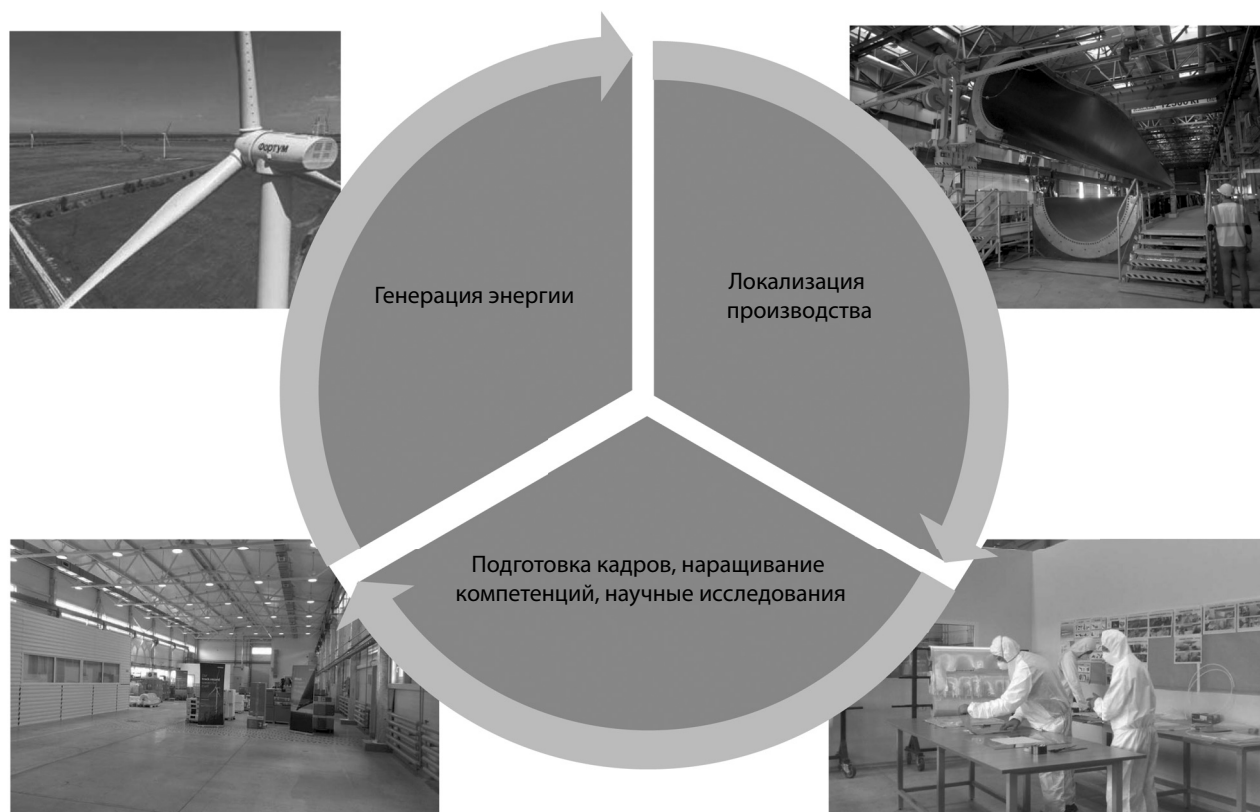 ФОРТУМ
Генерация энергии
Локализация
производства
Подготовка кадров, наращивание
компетенций, научные исследования